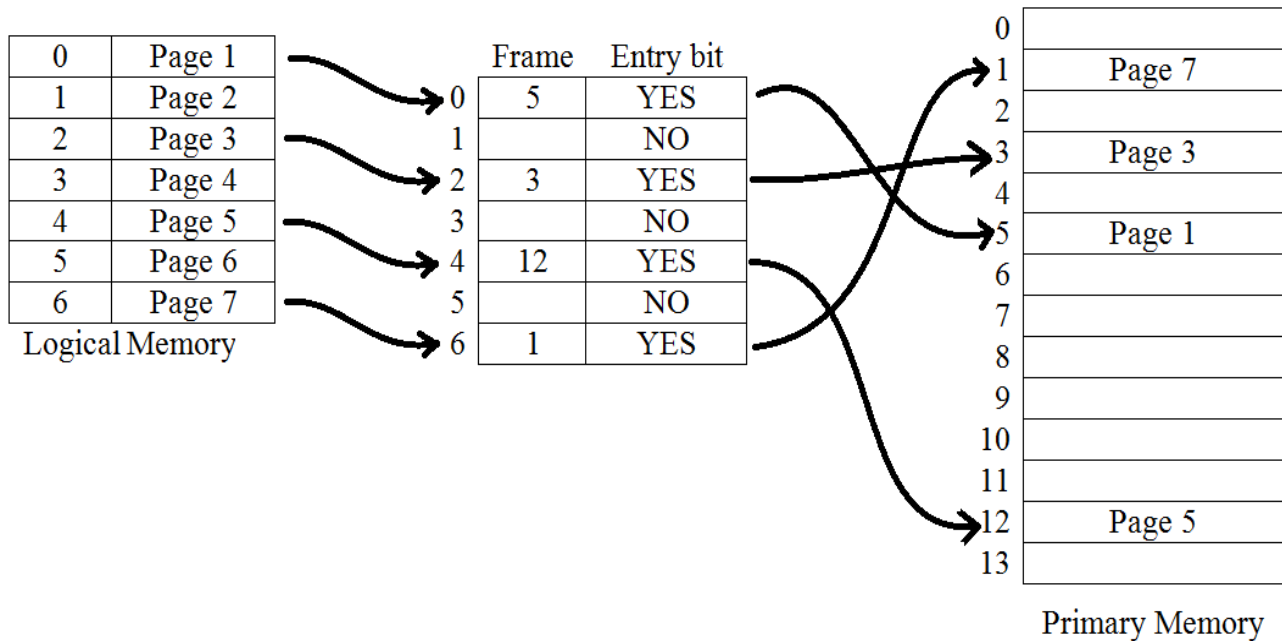 0 Page 1
1 Page 2
2 Page 3
3 Page 4
4 Page 5
5 Page 6
6 Page 7
Logical Memory
Frame Entry bit
0 5 YES
1 NO
2 3 YES
3 NO
4 12 YES
5 NO
6 1 YES
0
1 Page 7
2
3 Page 3
4
5 Page 1
6
7
8
9
10
11
12 Page 5
13
Primary Memory